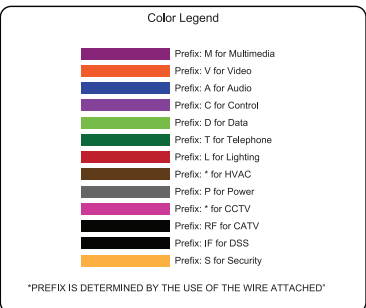 Color Legend
Prefix: M for Multimedia
Prefix: V for Video
Prefix: A for Audio
Prefix: C for Control
Prefix: D for Data
Prefix: T for Telephone
Prefix: L for Lighting
Prefix: * for HVAC
Prefix: P for Power
Prefix: * for CCTV
Prefix: RF for CATV
Prefix: IF for DSS
Prefix: S for Security
*PREFIX IS DETERMINED BY THE USE OF THE WIRE ATTACHED"